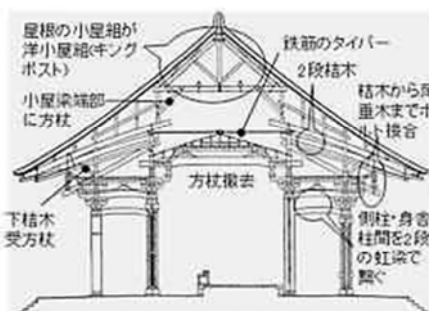 屋根の小屋組が
洋小屋組(キング
ポスト)
小屋梁端部
に方杖
下桔木
受方杖
鉄筋のタイバー
2段桔木
桔木から飛
垂木までボ
ルト接合
方杖撤去
側柱・身舎
柱間を2段
の虹梁で
繋ぐ